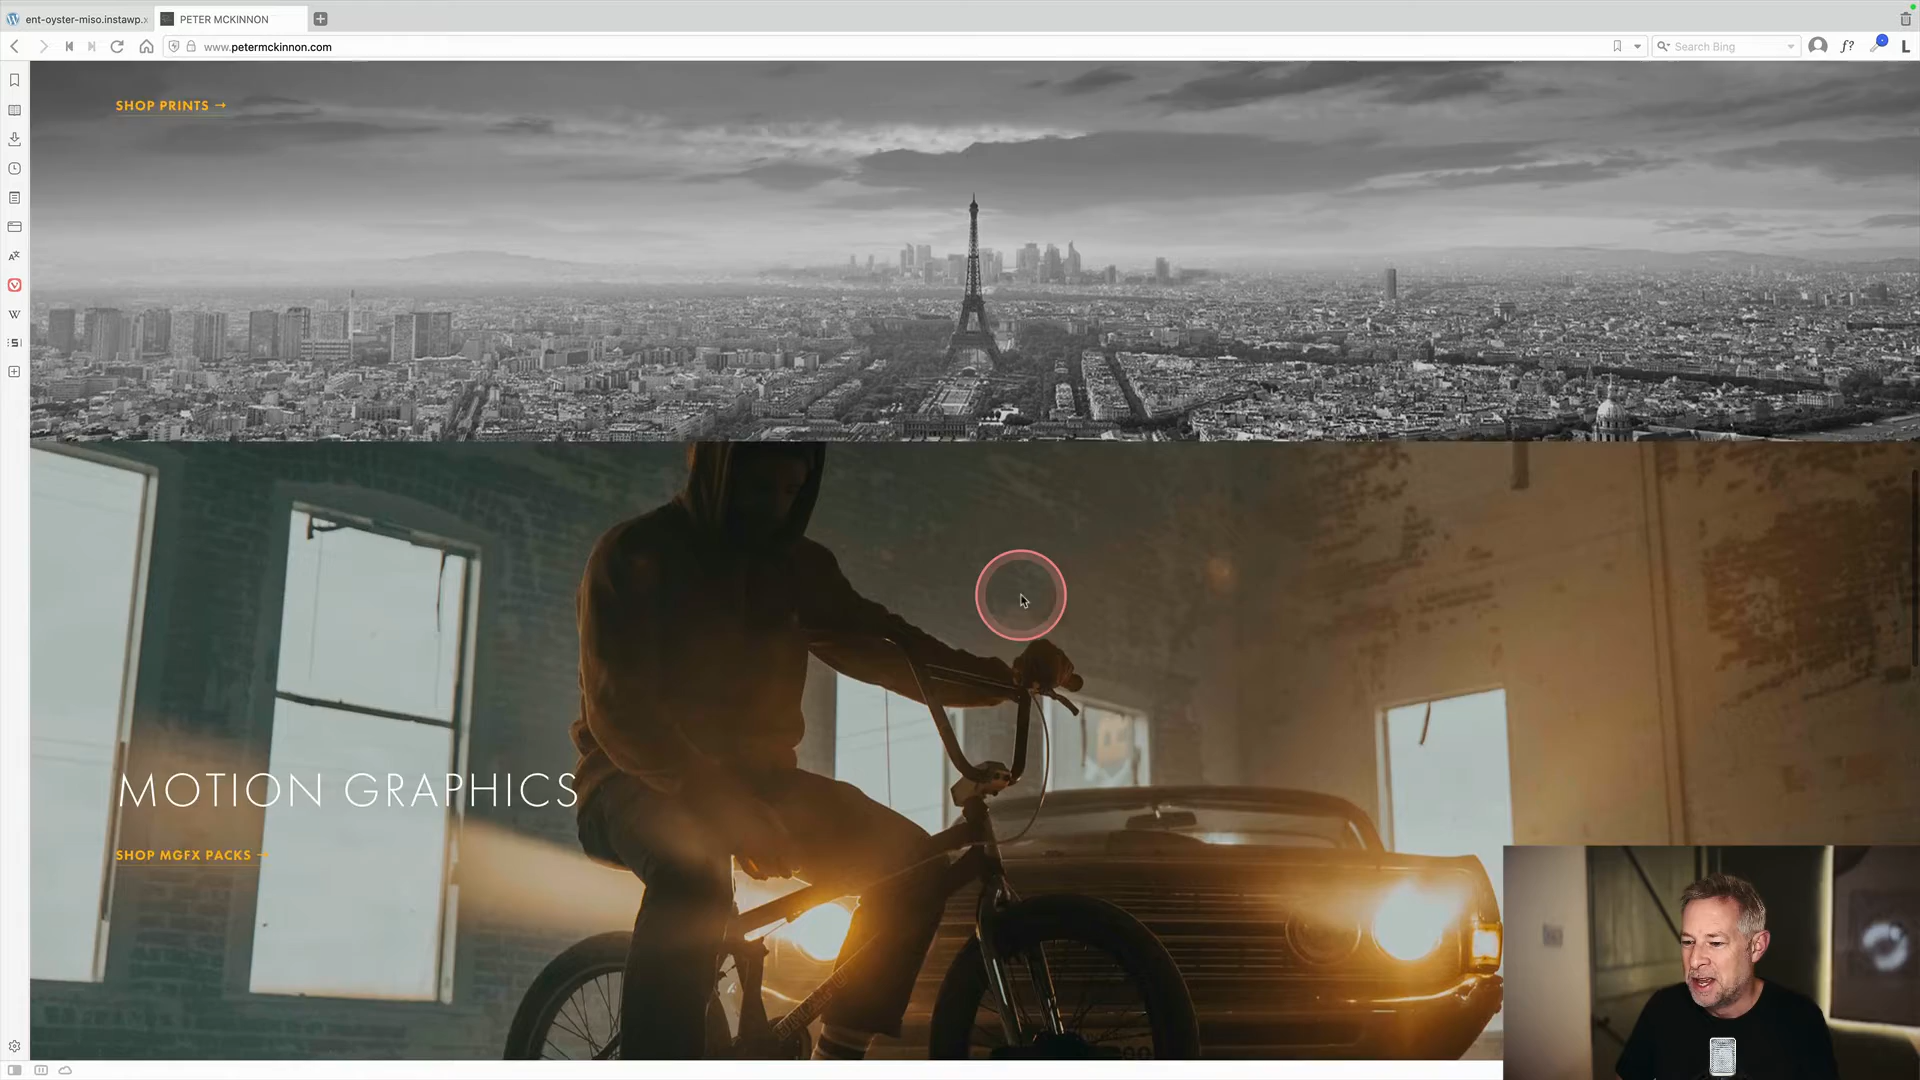 ent-oyster-miso.instawp.x
PETER MCKINNON
www.petermckinnon.com
Search Bing
f?
L
SHOP PRINTS →
W
MOTION GRAPHICS
SHOP MGFX PACKS →